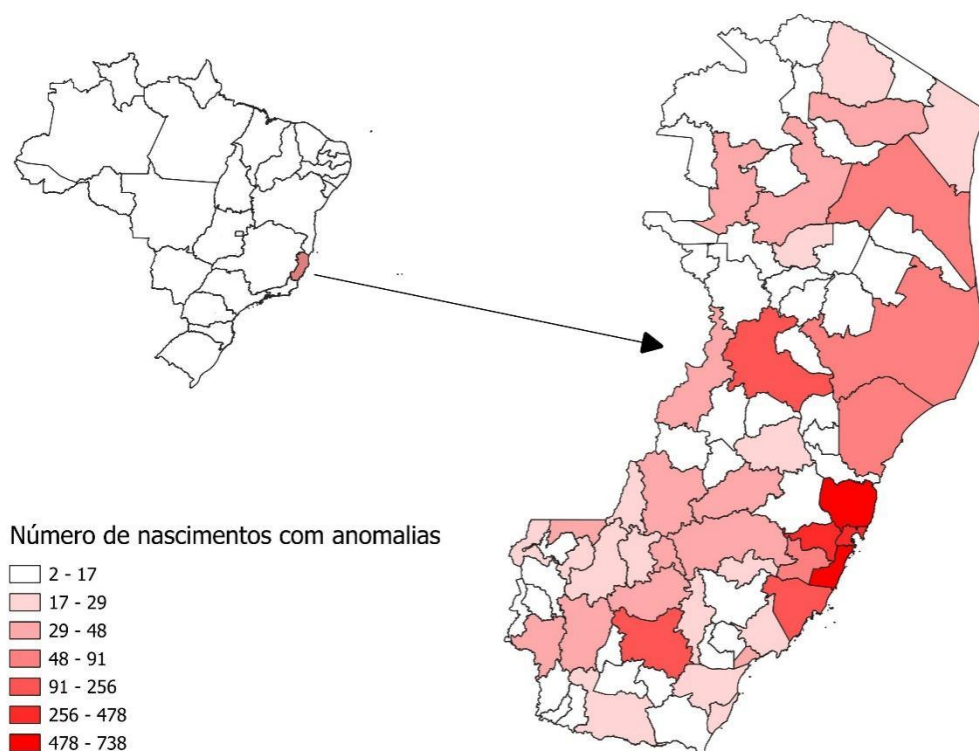 Número de nascimentos com anomalias
2 - 17
17 - 29
29 - 48
48 - 91
91 - 256
256 - 478
478 - 738